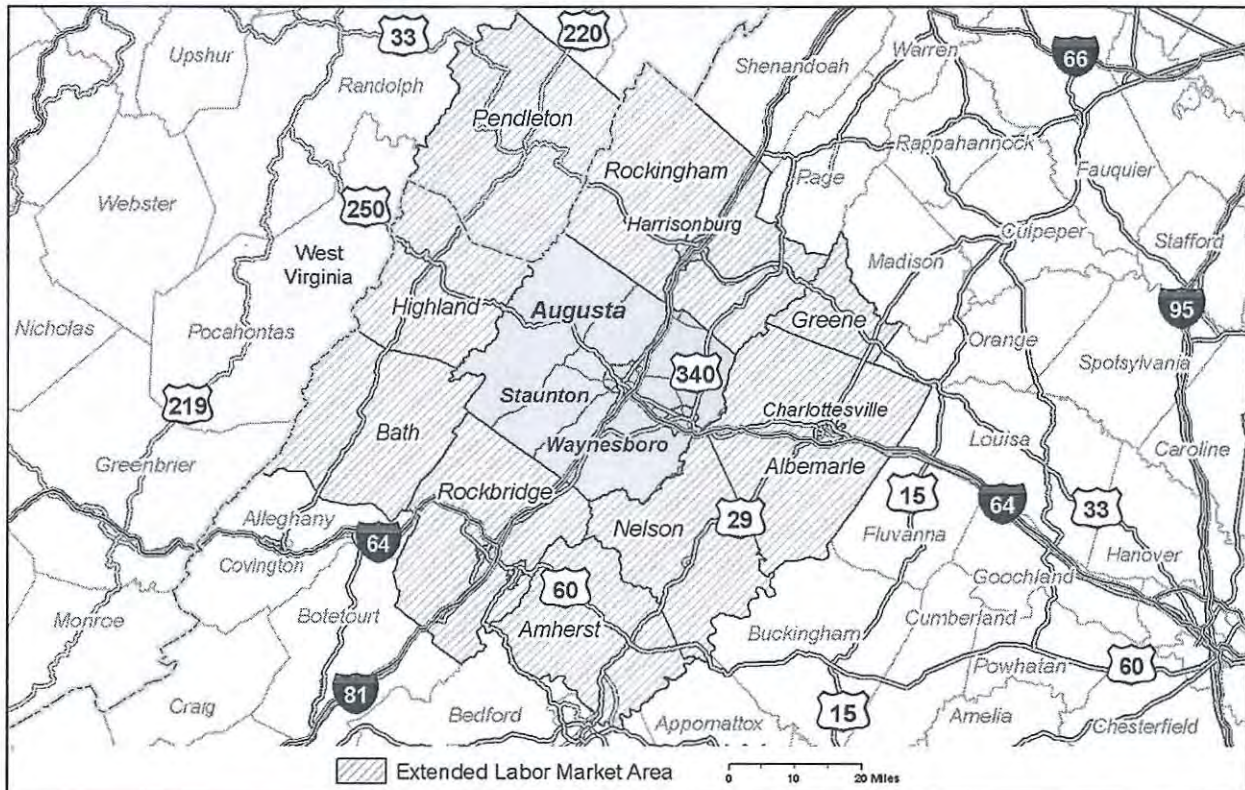 33
220
Upshur
Randolph
Shenandoah
Warren
66
Pendleton
Rappahannock
Rockingham
Page
Fauquier
Webster
250
Harrisonburg
Culpeper
Stafford
West
Virginia
Madison
Highland
Augusta
Nicholas
Pocahontas
Greene
Orange
95
Spotsylvania
340
219
Staunton
Charlottesville
Bath
Waynesboro
Louisa
Caroline
Greenbrier
Albemarle
Rockbridge
15
64
33
Alleghany
64
Nelson
29
Fluvanna
Hanover
Covington
Goochland
60
Monroe
Botetourt
Amherst
Buckingham
Cumberland
Powhatan
60
81
Craig
Bedford
Appomattox
15
Amelia
Chesterfield
Extended Labor Market Area
0 10 20 Miles